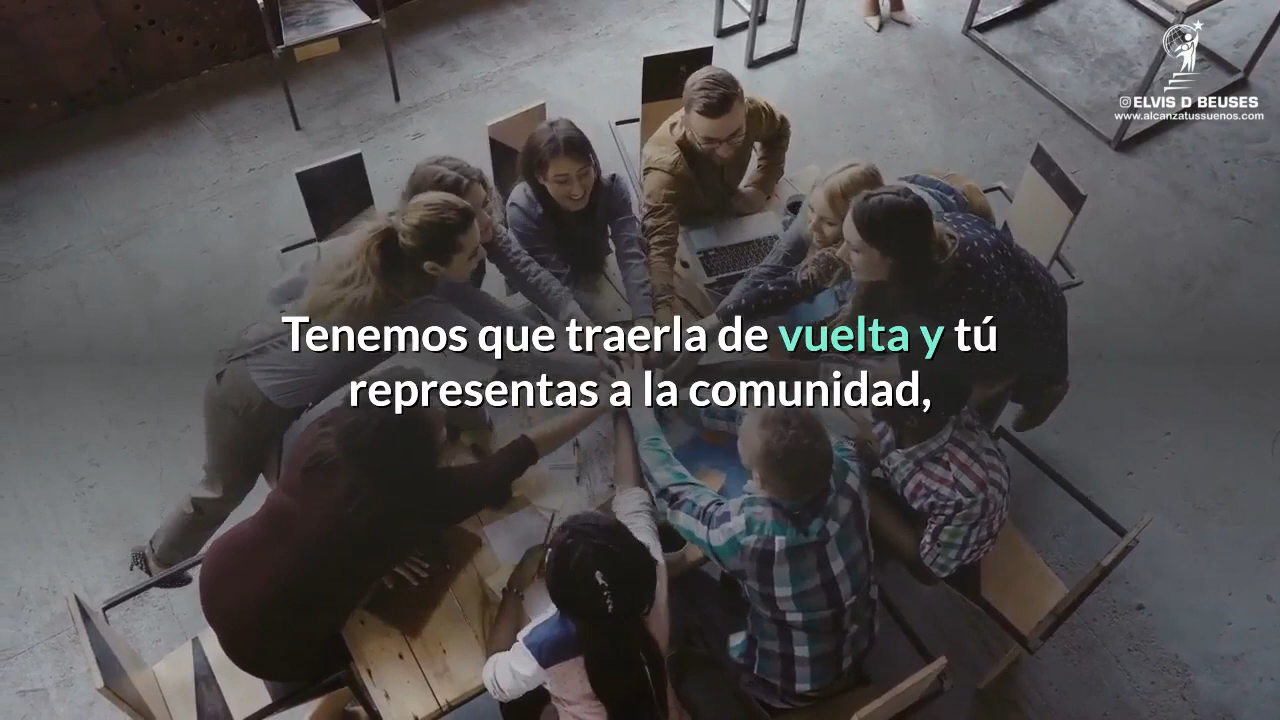 ELVIS D BEUSES
www.alcanzatussuenos.com
Tenemos que traerla de vuelta y tú
representas a la comunidad,